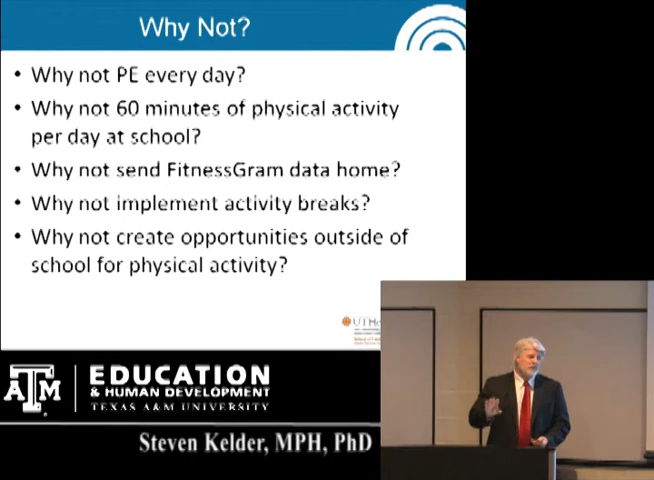 Why Not?
• Why not PE every day?
• Why not 60 minutes of physical activity
per day at school?
• Why not send FitnessGram data home?
• Why not implement activity breaks?
• Why not create opportunities outside of
school for physical activity?
ATM
EDUCATION
& HUMAN DEVELOPMENT
TEXAS A&M UNIVERSITY
Steven Kelder, MPH, PhD